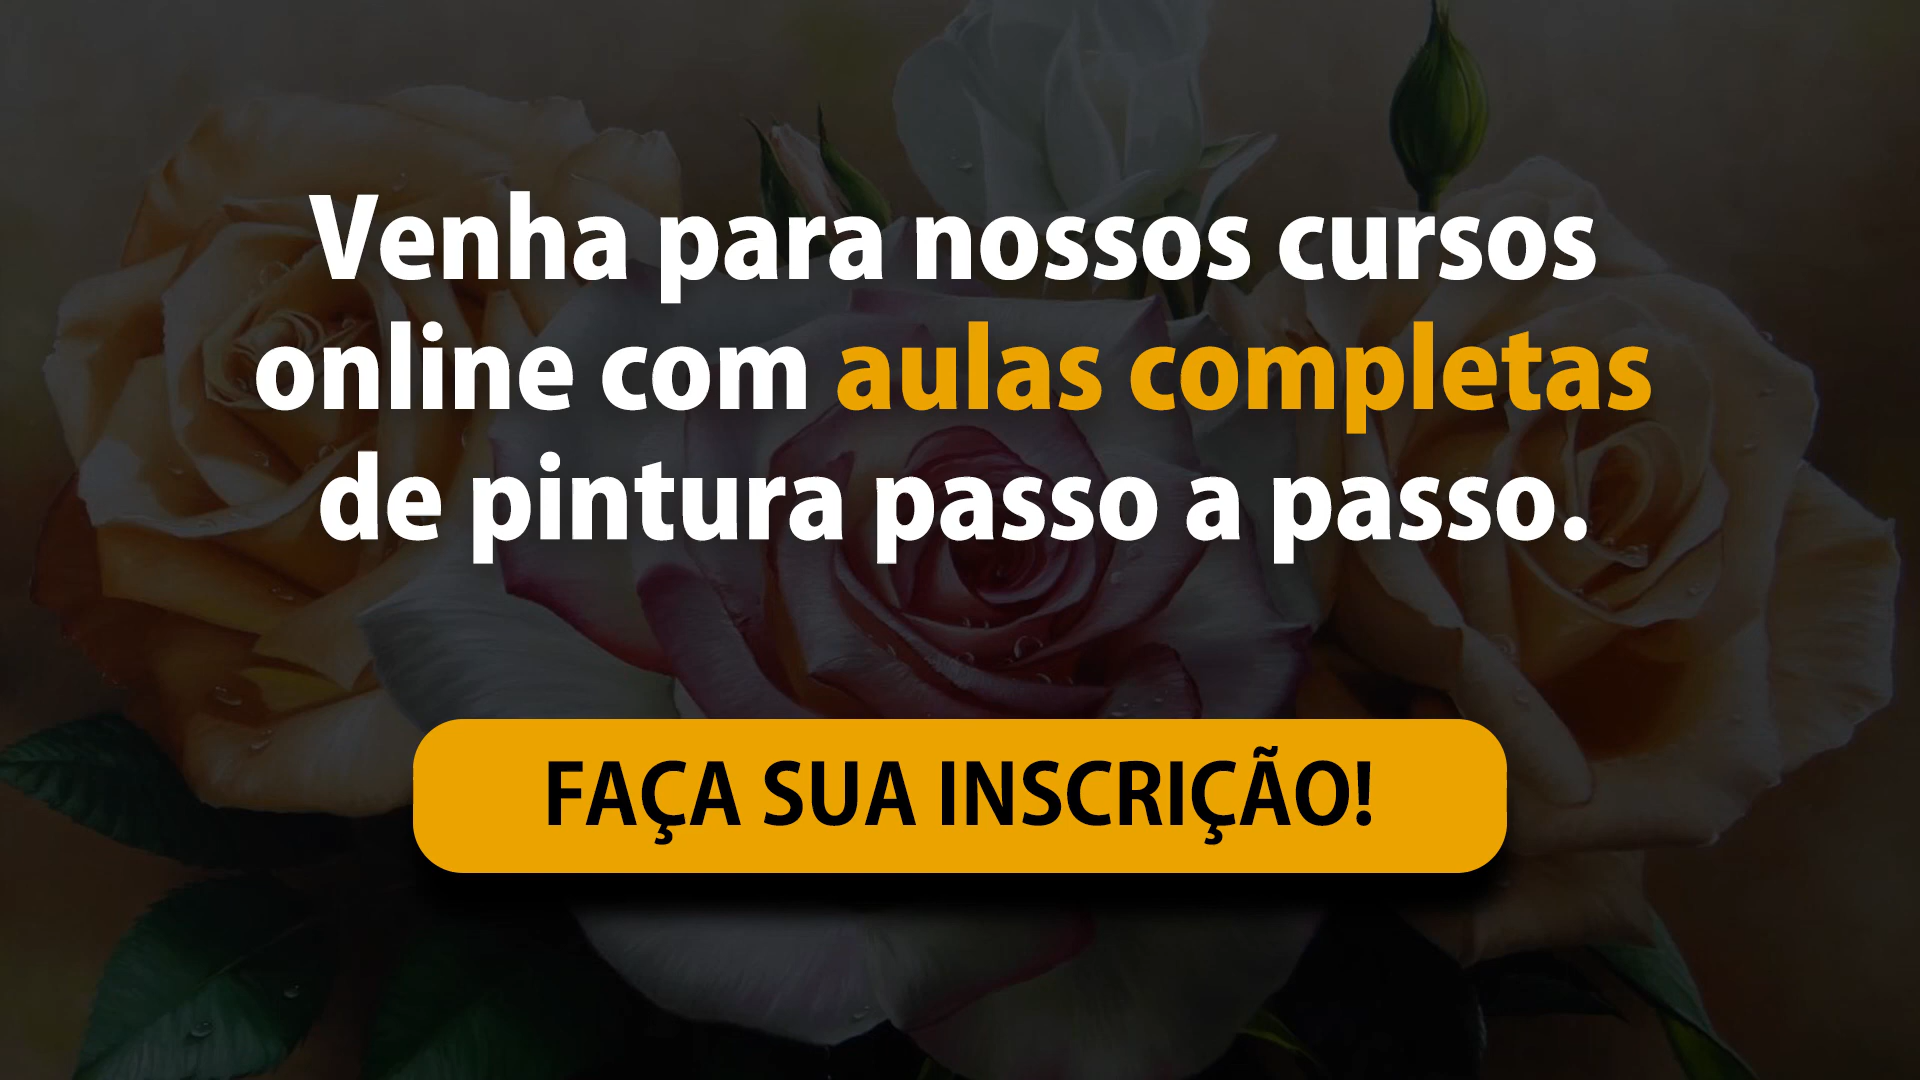 Venha para nossos cursos
online com aulas completas
de pintura passo a passo.
FAÇA SUA INSCRIÇÃO!